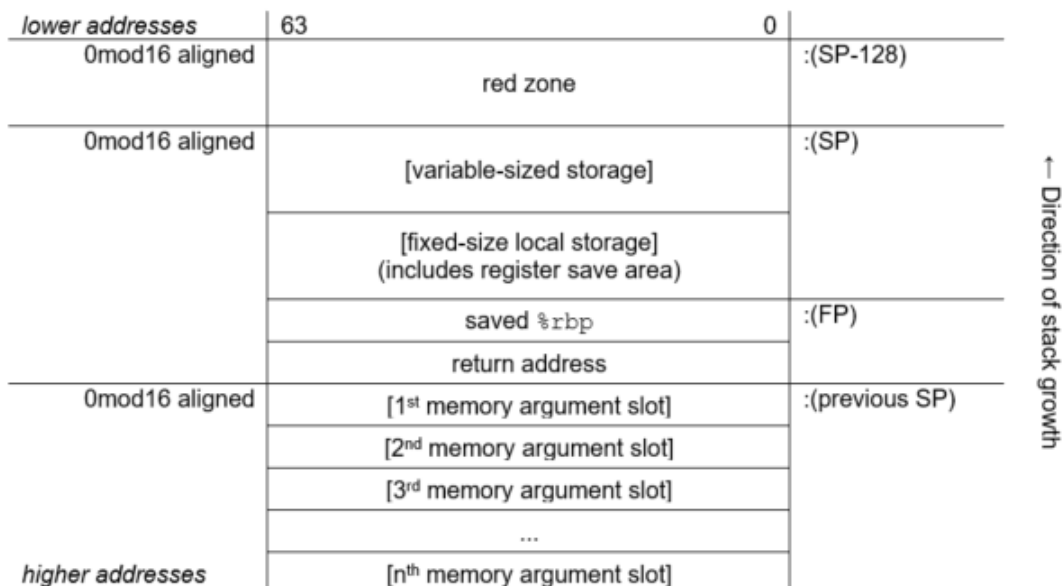 lower addresses 63 0
0mod16 aligned :(SP-128)
red zone
0mod16 aligned :(SP)
[variable-sized storage]
[fixed-size local storage]
(includes register save area)
saved %rbp :(FP)
return address
0mod16 aligned [1st memory argument slot] :(previous SP)
[2nd memory argument slot]
[3rd memory argument slot]
...
higher addresses [nth memory argument slot]
← Direction of stack growth